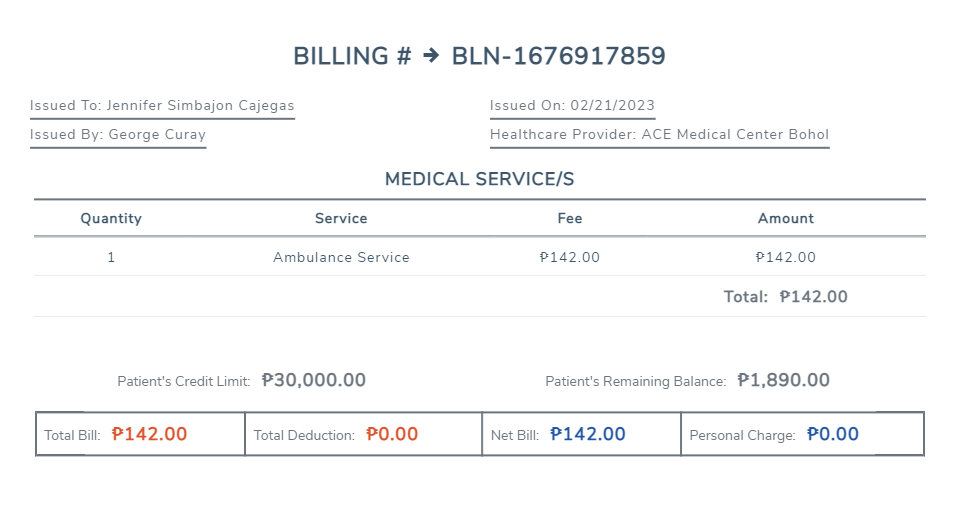 BILLING # → BLN-1676917859
Issued To: Jennifer Simbajon Cajegas
Issued On: 02/21/2023
Issued By: George Curay
Healthcare Provider: ACE Medical Center Bohol
MEDICAL SERVICE/S
Quantity Service Fee Amount
1 Ambulance Service ₱142.00 ₱142.00
Total: ₱142.00
Patient's Credit Limit: ₱30,000.00 Patient's Remaining Balance: ₱1,890.00
Total Bill: ₱142.00 Total Deduction: ₱0.00 Net Bill: ₱142.00 Personal Charge: ₱0.00